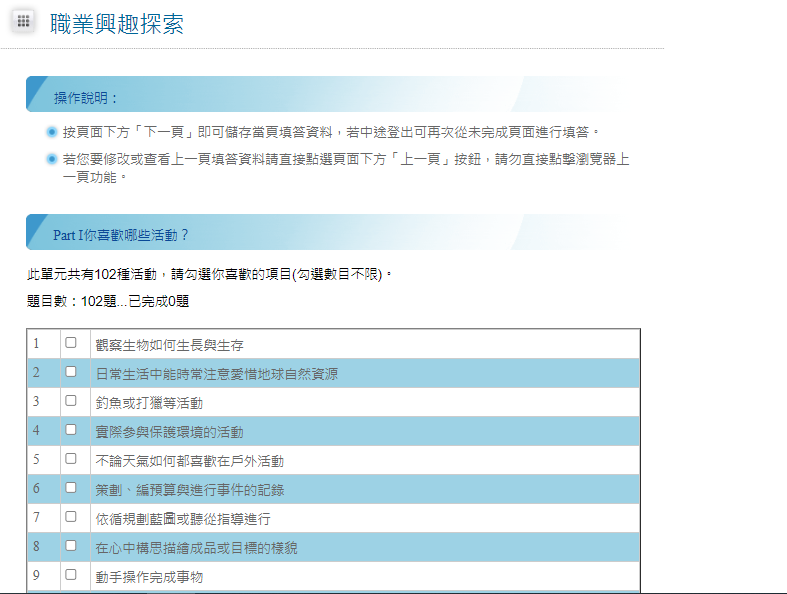 職業興趣探索
操作說明：
按頁面下方「下一頁」即可儲存當頁填答資料，若中途登出可再次從未完成頁面進行填答。
若您要修改或查看上一頁填答資料請直接點選頁面下方「上一頁」按鈕，請勿直接點擊瀏覽器上
一頁功能。
Part I你喜歡哪些活動？
此單元共有102種活動，請勾選你喜歡的項目(勾選數目不限)。
題目數：102題...已完成0題
1 觀察生物如何生長與生存
2 日常生活中能時常注意愛惜地球自然資源
3 釣魚或打獵等活動
4 實際參與保護環境的活動
5 不論天氣如何都喜歡在戶外活動
6 策劃、編預算與進行事件的記錄
7 依循規劃藍圖或聽從指導進行
8 在心中構思描繪成品或目標的樣貌
9 動手操作完成事物